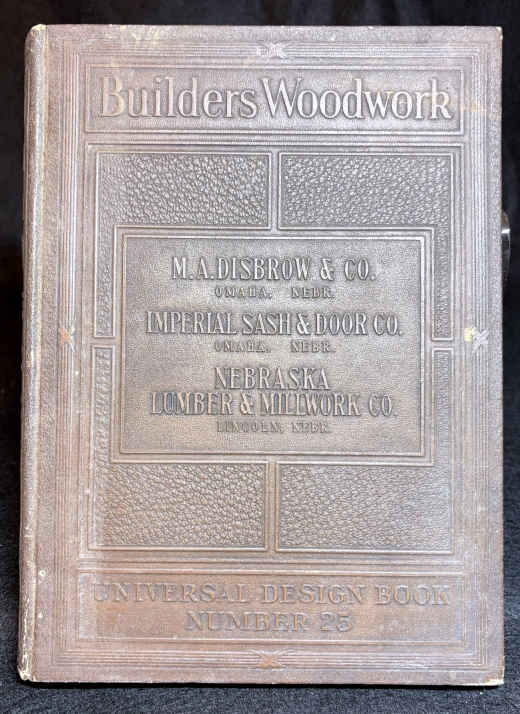 Builders Woodwork
M.A. DISBROW & CO.
OMAHA, NEBR.
IMPERIAL SASH & DOOR CO.
OMAHA, NEBR.
NEBRASKA
LUMBER & MILLWORK CO.
LINCOLN, NEBR.
UNIVERSAL DESIGN BOOK
NUMBER 25